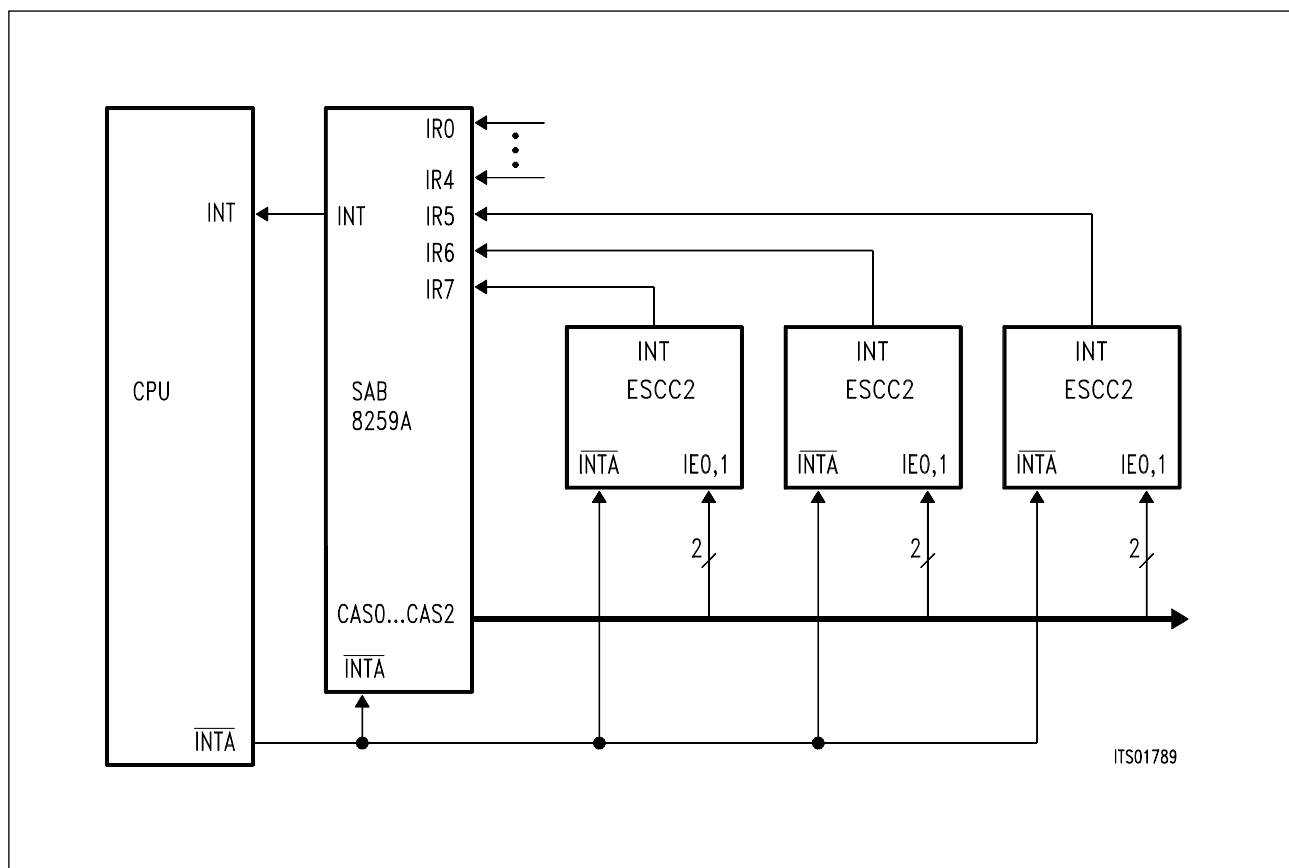 IR0
IR4
INT
INT
IR5
IR6
IR7
INT
ESCC2
INT
ESCC2
INT
ESCC2
CPU
SAB
8259A
INTA
IE0,1
INTA
IE0,1
INTA
IE0,1
2
2
2
CAS0...CAS2
INTA
INTA
ITS01789